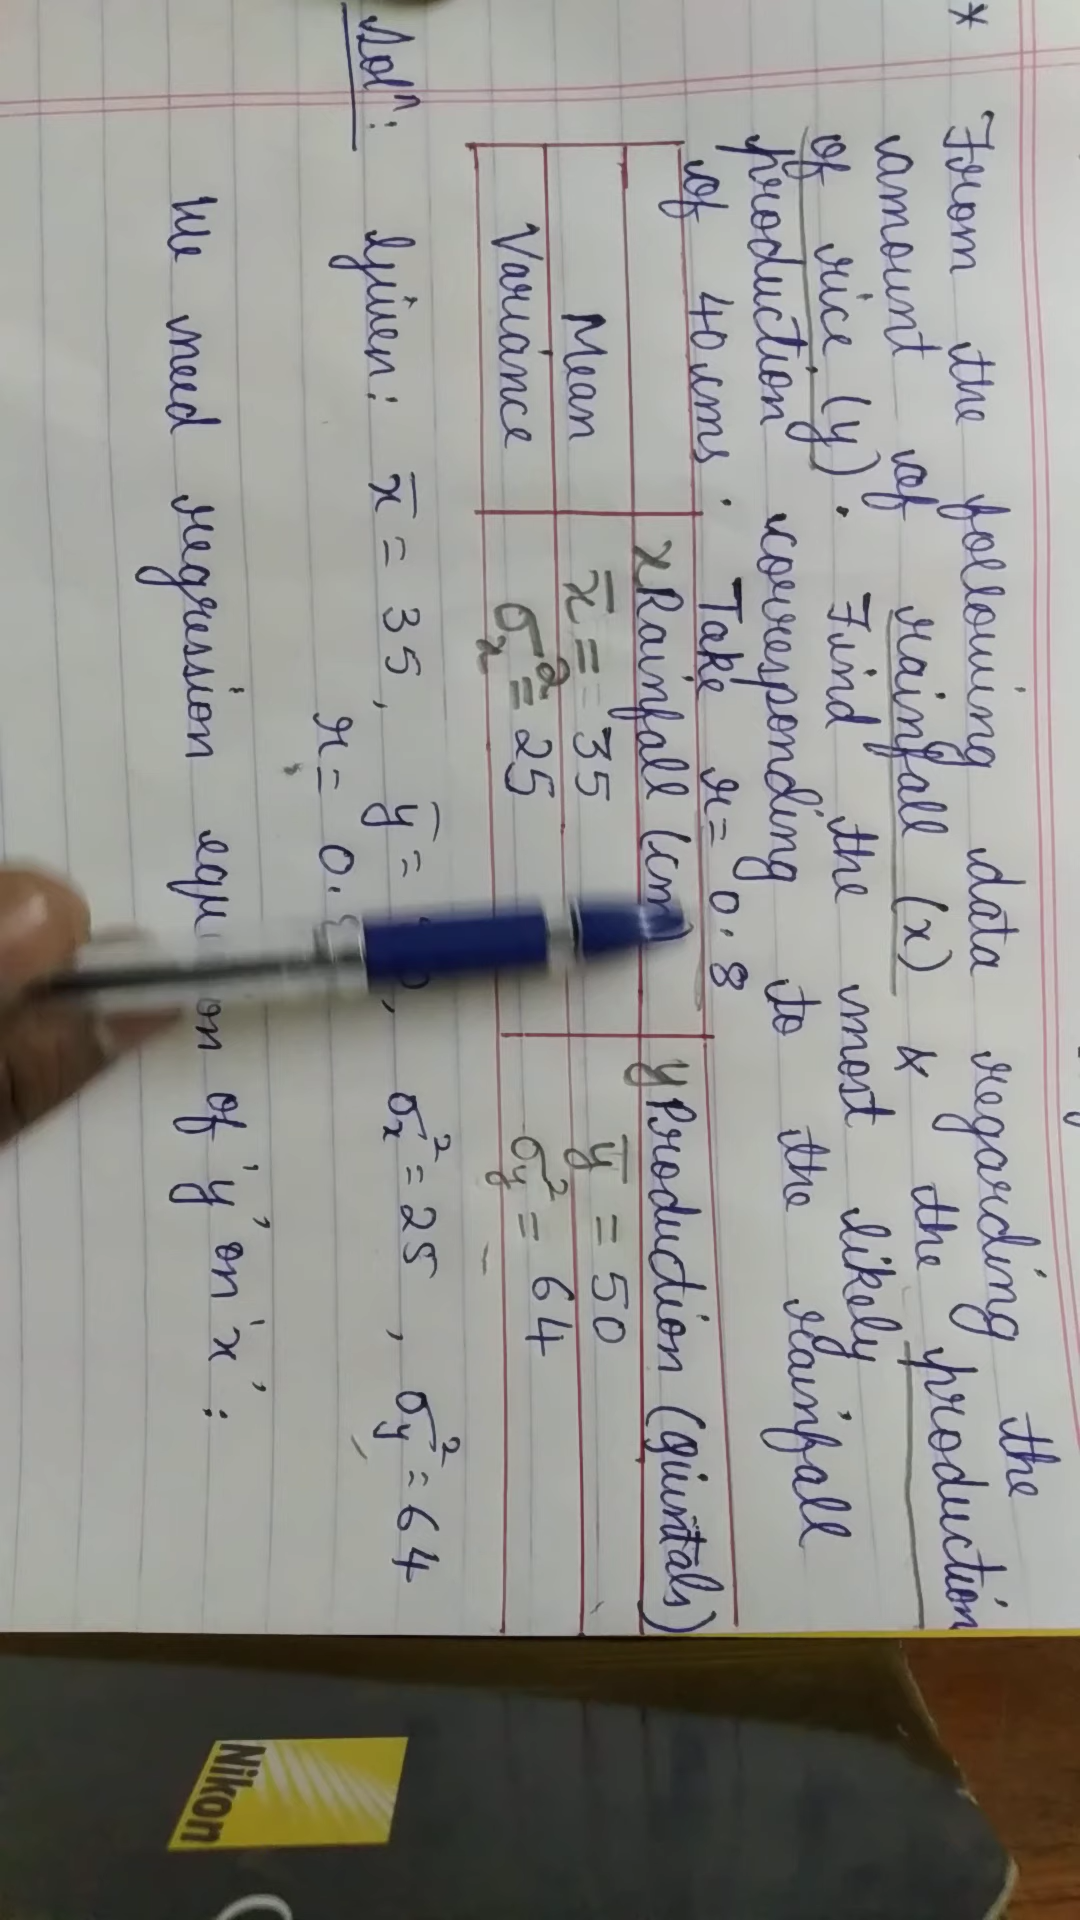 * From the following data regarding the
amount of rainfall (x) & the production
of rice (y). Find the most likely
production corresponding to the rainfall
of 40 cms. Take r = 0.8
x Rainfall (cm) y Production (quintals)
Mean x̄ = 35 ȳ = 50
Variance σx² = 25 σy² = 64
Solⁿ: Given: x̄ = 35, ȳ = , σx² = 25, σy² = 64
r = 0.
We need regression of 'y' on 'x':
Nikon